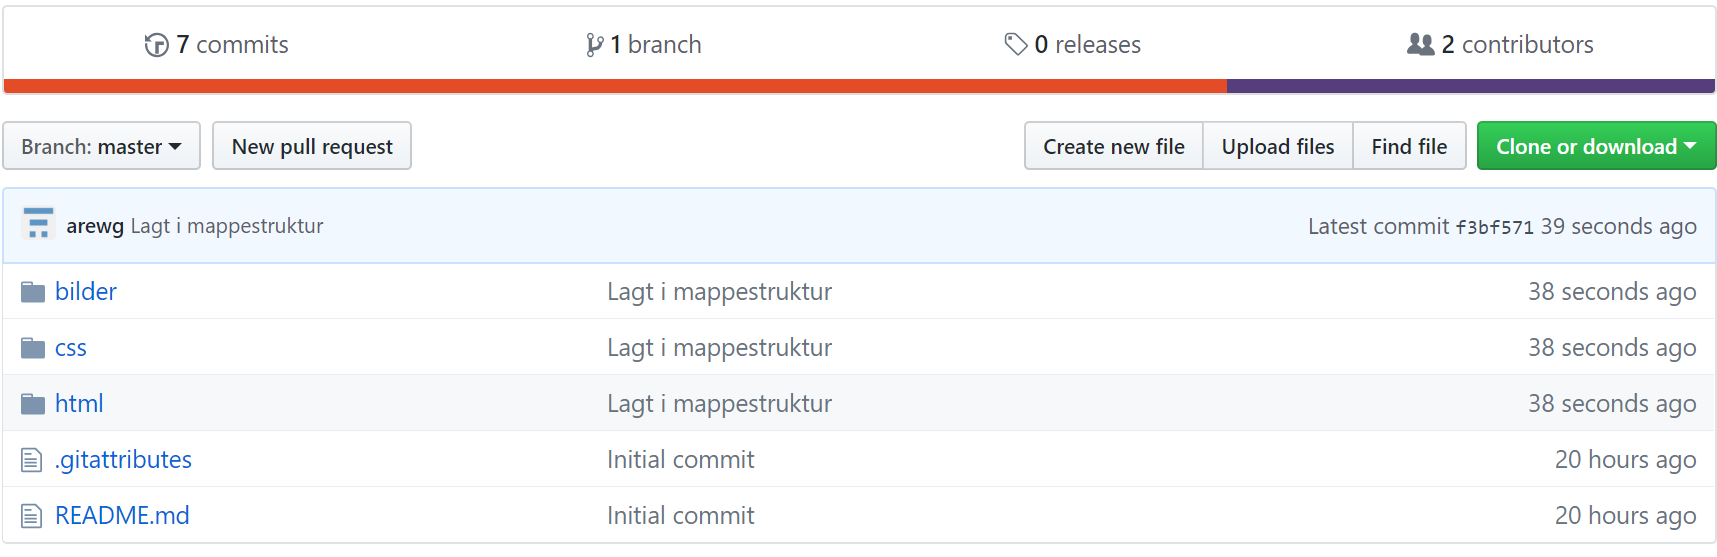 7 commits 1 branch 0 releases 2 contributors
Branch: master New pull request Create new file Upload files Find file Clone or download
arewg Lagt i mappestruktur Latest commit f3bf571 39 seconds ago
bilder Lagt i mappestruktur 38 seconds ago
css Lagt i mappestruktur 38 seconds ago
html Lagt i mappestruktur 38 seconds ago
.gitattributes Initial commit 20 hours ago
README.md Initial commit 20 hours ago